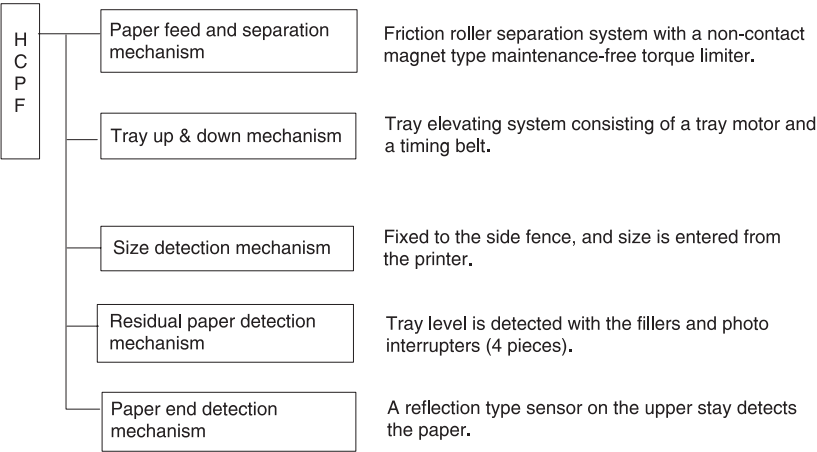 H
C
P
F
Paper feed and separation
mechanism
Friction roller separation system with a non-contact
magnet type maintenance-free torque limiter.
Tray up & down mechanism
Tray elevating system consisting of a tray motor and
a timing belt.
Size detection mechanism
Fixed to the side fence, and size is entered from
the printer.
Residual paper detection
mechanism
Tray level is detected with the fillers and photo
interrupters (4 pieces).
Paper end detection
mechanism
A reflection type sensor on the upper stay detects
the paper.